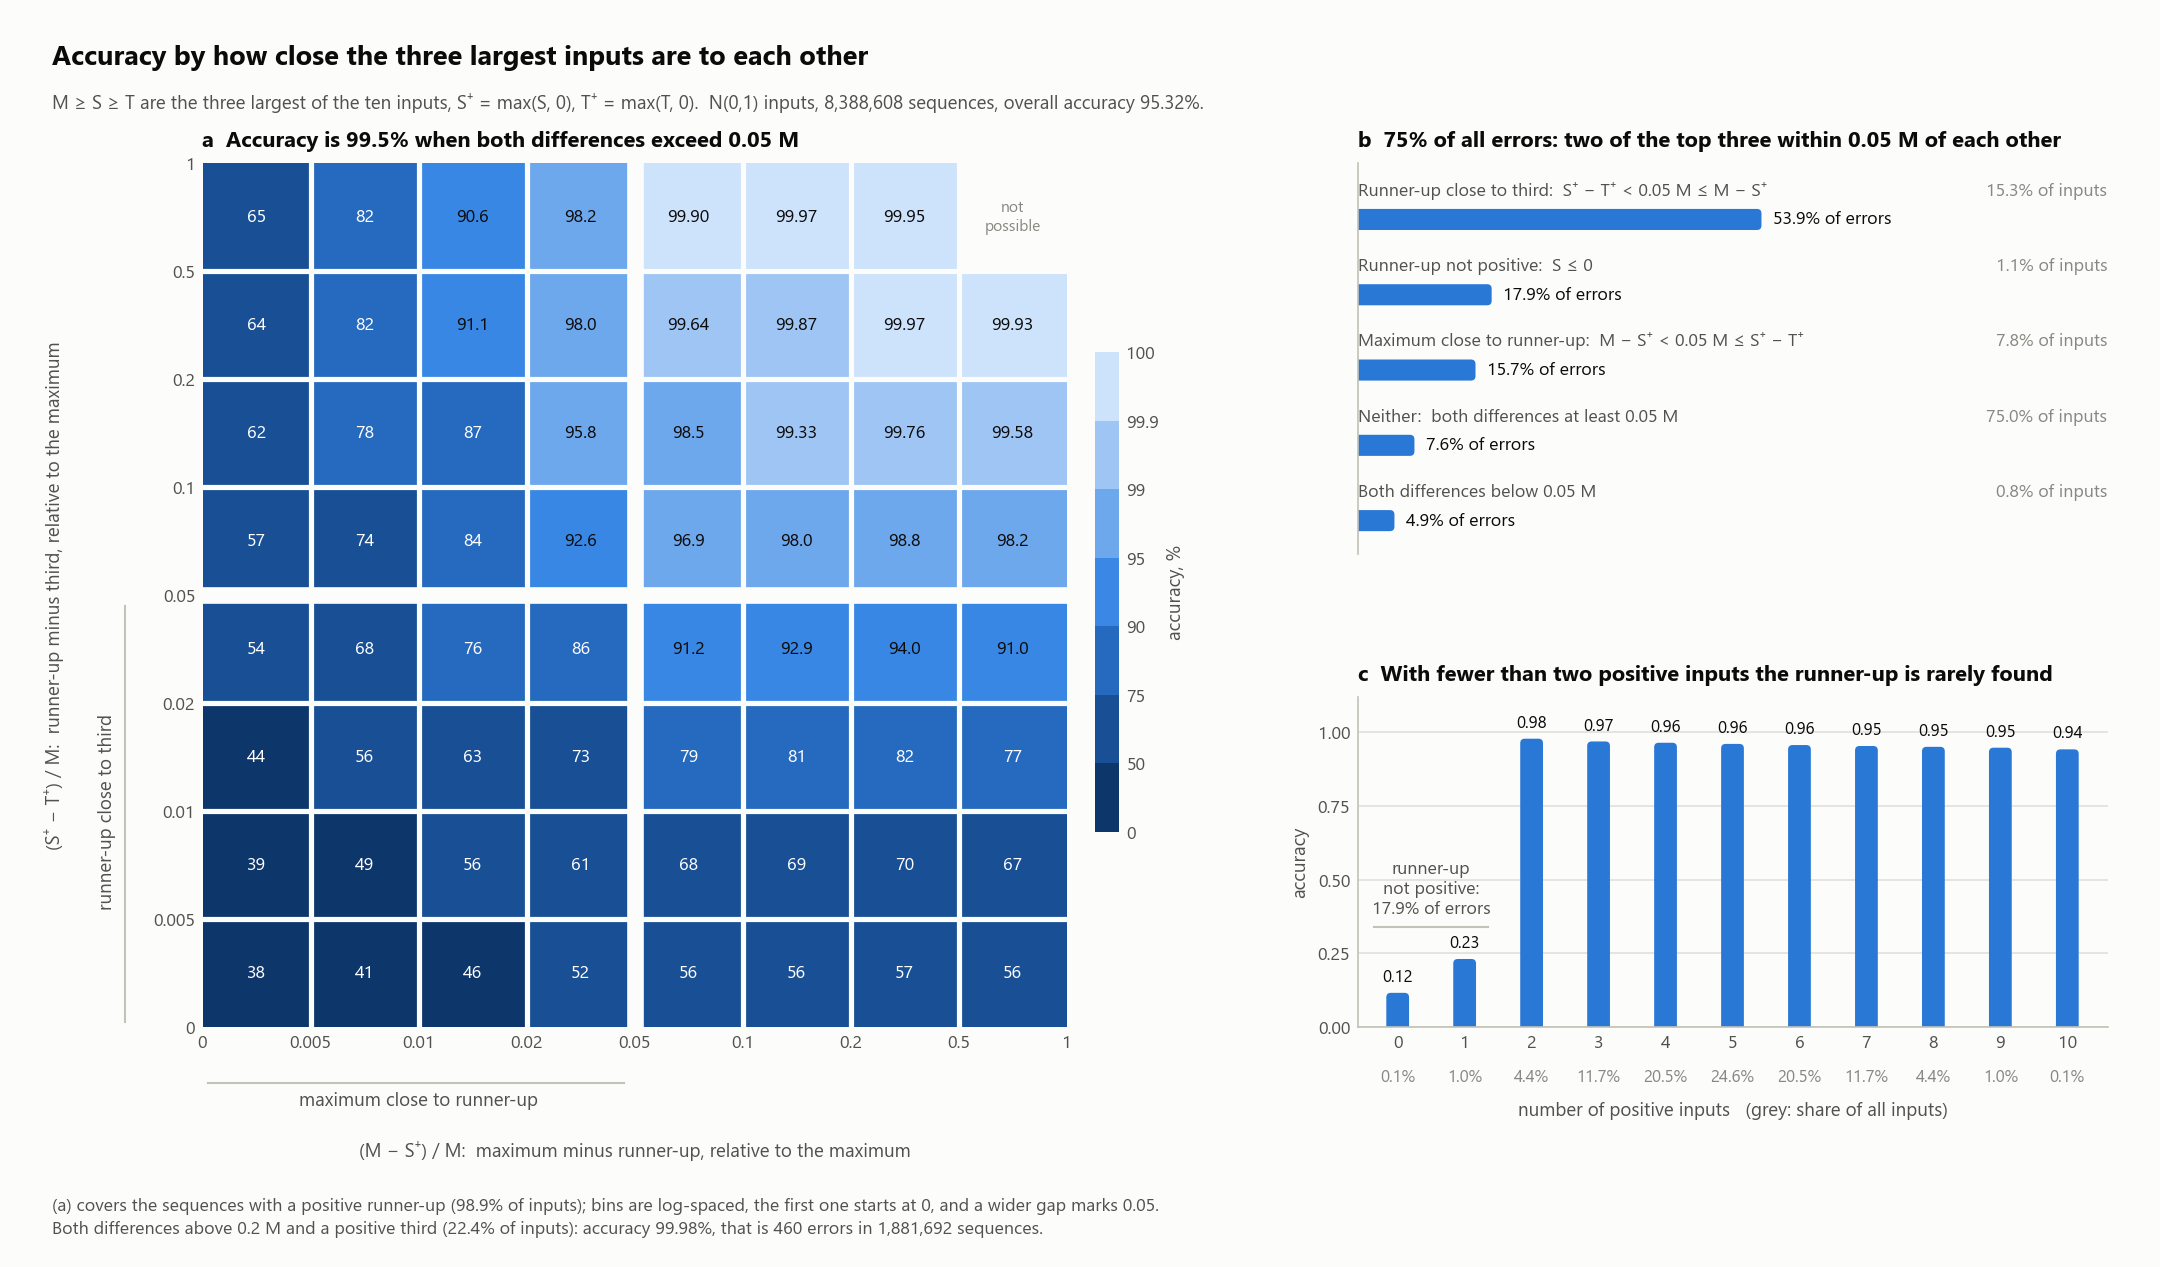 Accuracy by how close the three largest inputs are to each other
M ≥ S ≥ T are the three largest of the ten inputs, S⁺ = max(S, 0), T⁺ = max(T, 0). N(0,1) inputs, 8,388,608 sequences, overall accuracy 95.32%.
a Accuracy is 99.5% when both differences exceed 0.05 M
1
65 82 90.6 98.2 99.90 99.97 99.95 not possible
0.5
64 82 91.1 98.0 99.64 99.87 99.97 99.93
0.2
62 78 87 95.8 98.5 99.33 99.76 99.58
0.1
57 74 84 92.6 96.9 98.0 98.8 98.2
0.05
54 68 76 86 91.2 92.9 94.0 91.0
0.02
44 56 63 73 79 81 82 77
0.01
39 49 56 61 68 69 70 67
0.005
38 41 46 52 56 56 57 56
0
0 0.005 0.01 0.02 0.05 0.1 0.2 0.5 1
maximum close to runner-up
(M − S⁺) / M: maximum minus runner-up, relative to the maximum
(S⁺ − T⁺) / M: runner-up minus third, relative to the maximum
runner-up close to third
100
99.9
99
95
90
75
50
0
accuracy, %
b 75% of all errors: two of the top three within 0.05 M of each other
Runner-up close to third: S⁺ − T⁺ < 0.05 M ≤ M − S⁺ 15.3% of inputs
53.9% of errors
Runner-up not positive: S ≤ 0 1.1% of inputs
17.9% of errors
Maximum close to runner-up: M − S⁺ < 0.05 M ≤ S⁺ − T⁺ 7.8% of inputs
15.7% of errors
Neither: both differences at least 0.05 M 75.0% of inputs
7.6% of errors
Both differences below 0.05 M 0.8% of inputs
4.9% of errors
c With fewer than two positive inputs the runner-up is rarely found
accuracy
1.00
0.75
0.50
0.25
0.00
runner-up
not positive:
17.9% of errors
0.12 0.23 0.98 0.97 0.96 0.96 0.96 0.95 0.95 0.95 0.94
0 1 2 3 4 5 6 7 8 9 10
0.1% 1.0% 4.4% 11.7% 20.5% 24.6% 20.5% 11.7% 4.4% 1.0% 0.1%
number of positive inputs (grey: share of all inputs)
(a) covers the sequences with a positive runner-up (98.9% of inputs); bins are log-spaced, the first one starts at 0, and a wider gap marks 0.05.
Both differences above 0.2 M and a positive third (22.4% of inputs): accuracy 99.98%, that is 460 errors in 1,881,692 sequences.